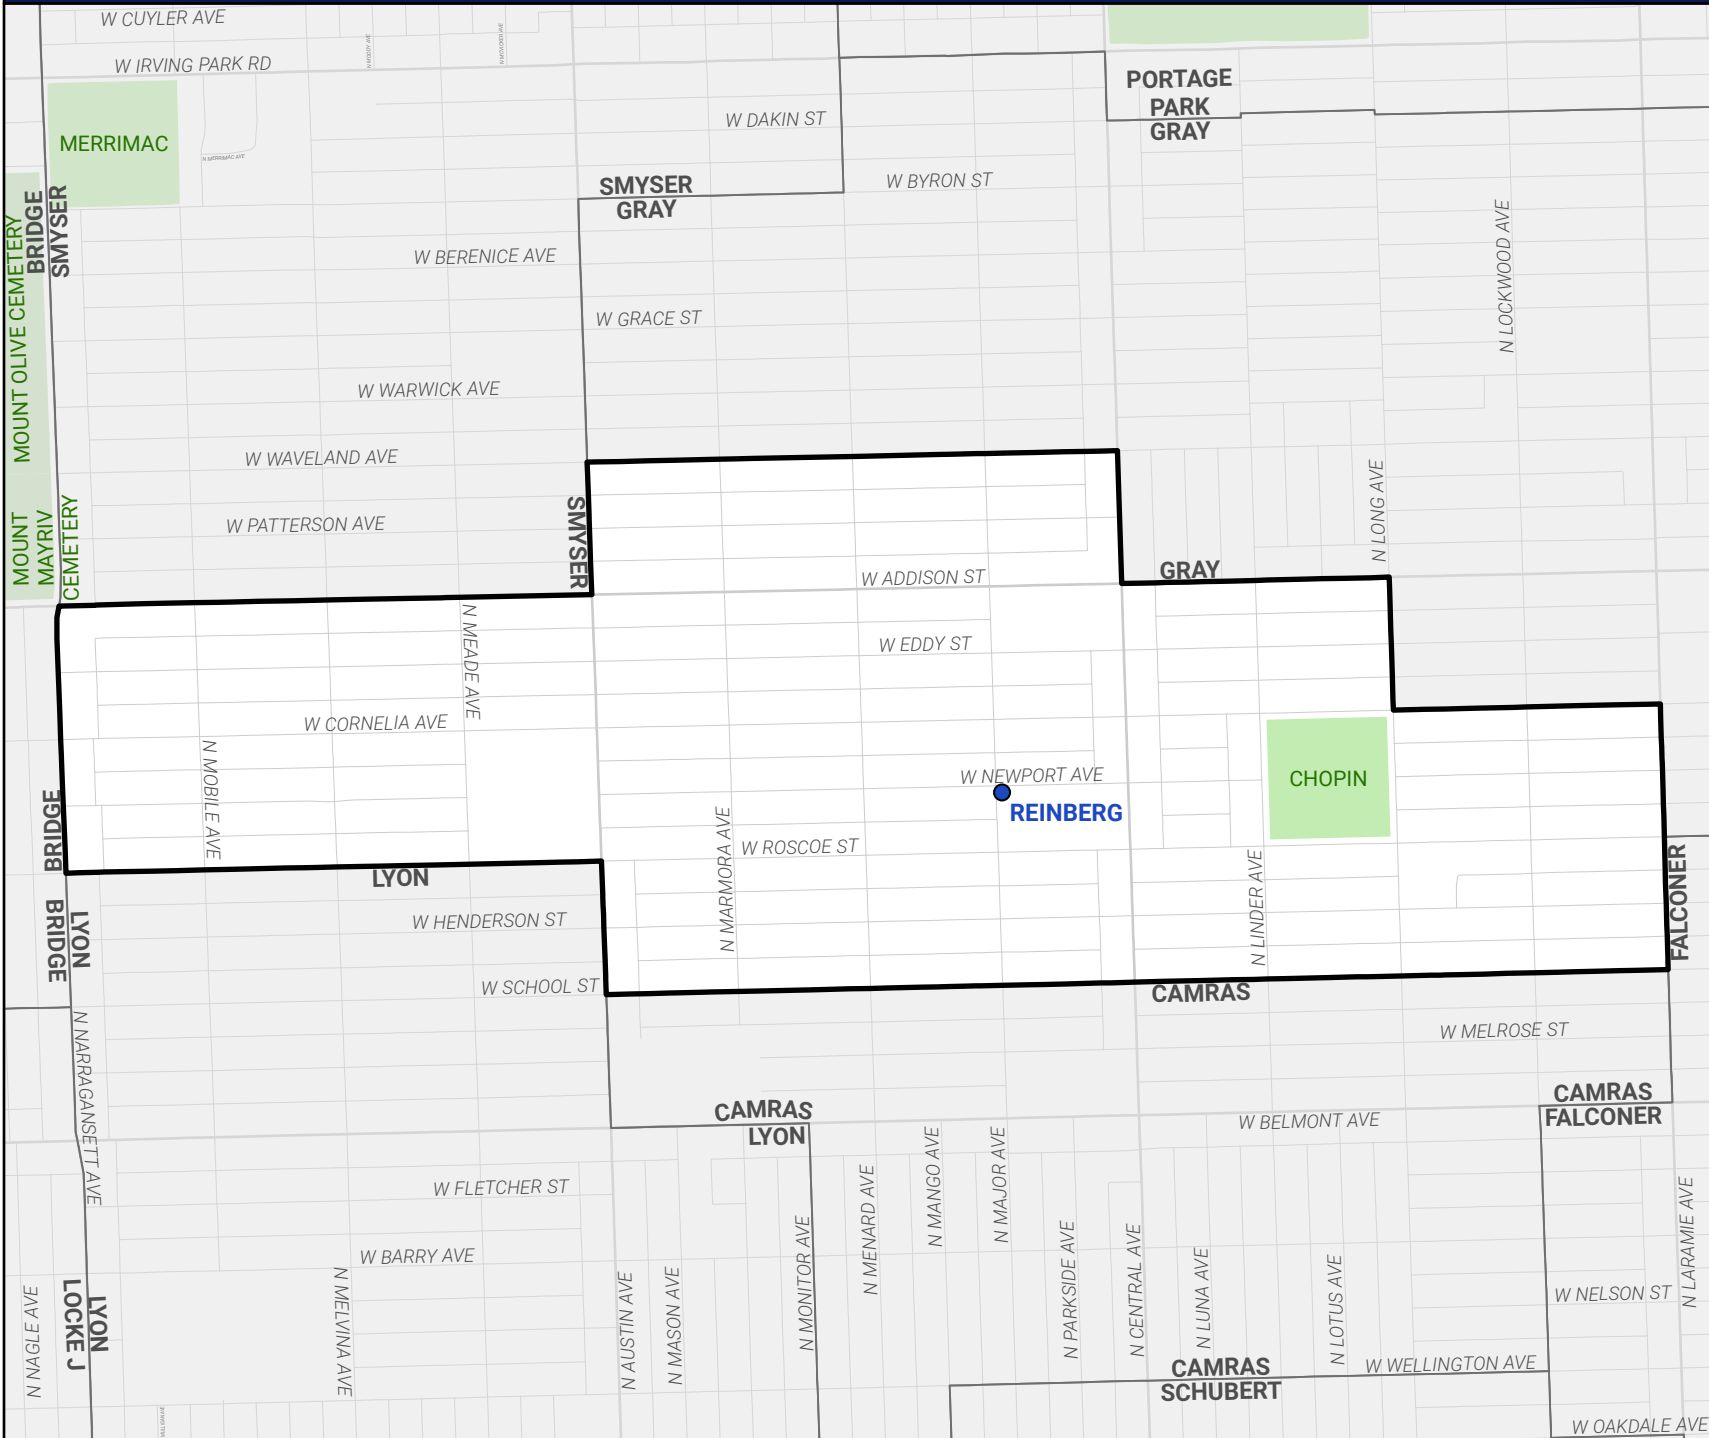 W CUYLER AVE
W IRVING PARK RD
N MOODY AVE
N MCVICKER AVE
MERRIMAC
N MERRIMAC AVE
W DAKIN ST
PORTAGE
PARK
GRAY
SMYSER
GRAY
W BYRON ST
BRIDGE
SMYSER
MOUNT OLIVE CEMETERY
W BERENICE AVE
N LOCKWOOD AVE
W GRACE ST
W WARWICK AVE
W WAVELAND AVE
MOUNT
MAYRIV
CEMETERY
W PATTERSON AVE
SMYSER
N LONG AVE
W ADDISON ST
GRAY
N MEADE AVE
W EDDY ST
W CORNELIA AVE
N MOBILE AVE
W NEWPORT AVE
REINBERG
CHOPIN
BRIDGE
N MARMORA AVE
W ROSCOE ST
LYON
N LINDER AVE
FALCONER
BRIDGE
LYON
W HENDERSON ST
W SCHOOL ST
CAMRAS
N NARRAGANSETT AVE
W MELROSE ST
CAMRAS
LYON
W BELMONT AVE
CAMRAS
FALCONER
W FLETCHER ST
N MENARD AVE
N MANGO AVE
N MAJOR AVE
W BARRY AVE
N NAGLE AVE
LOCKE J
LYON
N MELVINA AVE
N AUSTIN AVE
N MASON AVE
N MONITOR AVE
N PARKSIDE AVE
N CENTRAL AVE
N LUNA AVE
N LOTUS AVE
N LARAMIE AVE
W NELSON ST
CAMRAS
SCHUBERT
W WELLINGTON AVE
W OAKDALE AVE